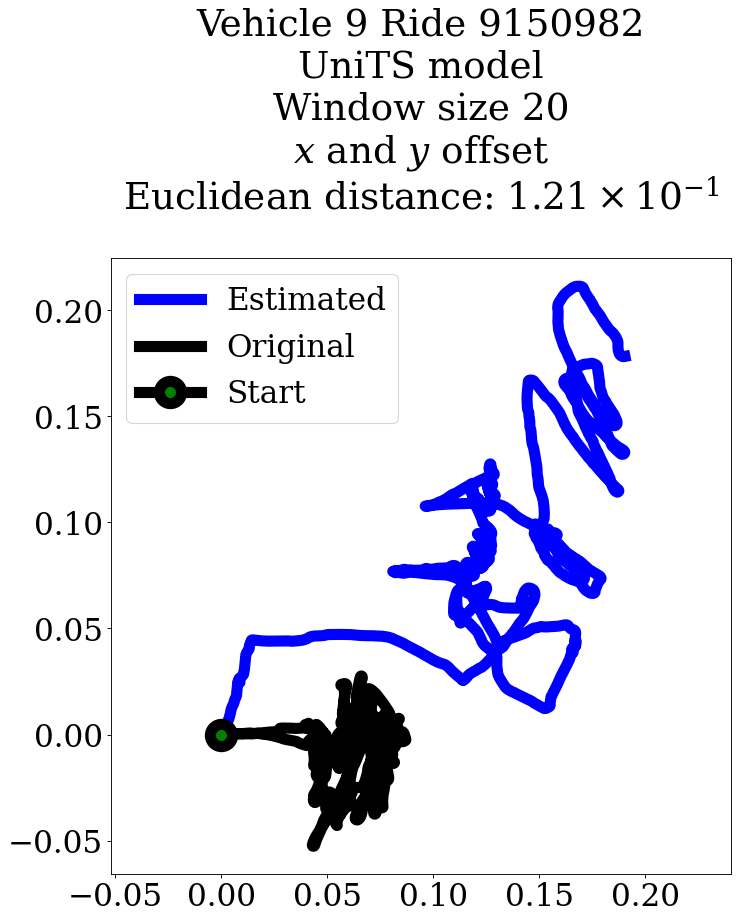 Vehicle 9 Ride 9150982
UniTS model
Window size 20
x and y offset
Euclidean distance: 1.21 × 10⁻¹
Estimated
Original
Start
0.20
0.15
0.10
0.05
0.00
−0.05
−0.05 0.00 0.05 0.10 0.15 0.20